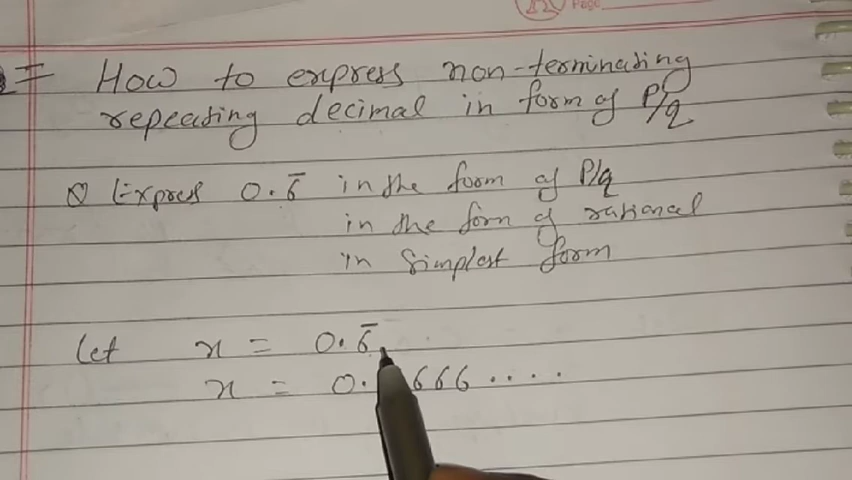 Page
= How to express non-terminating
repeating decimal in form of P/q
Q Express 0.6̅ in the form of P/q
in the form of rational
in simplest form
Let x = 0.6̅
x = 0. 666....